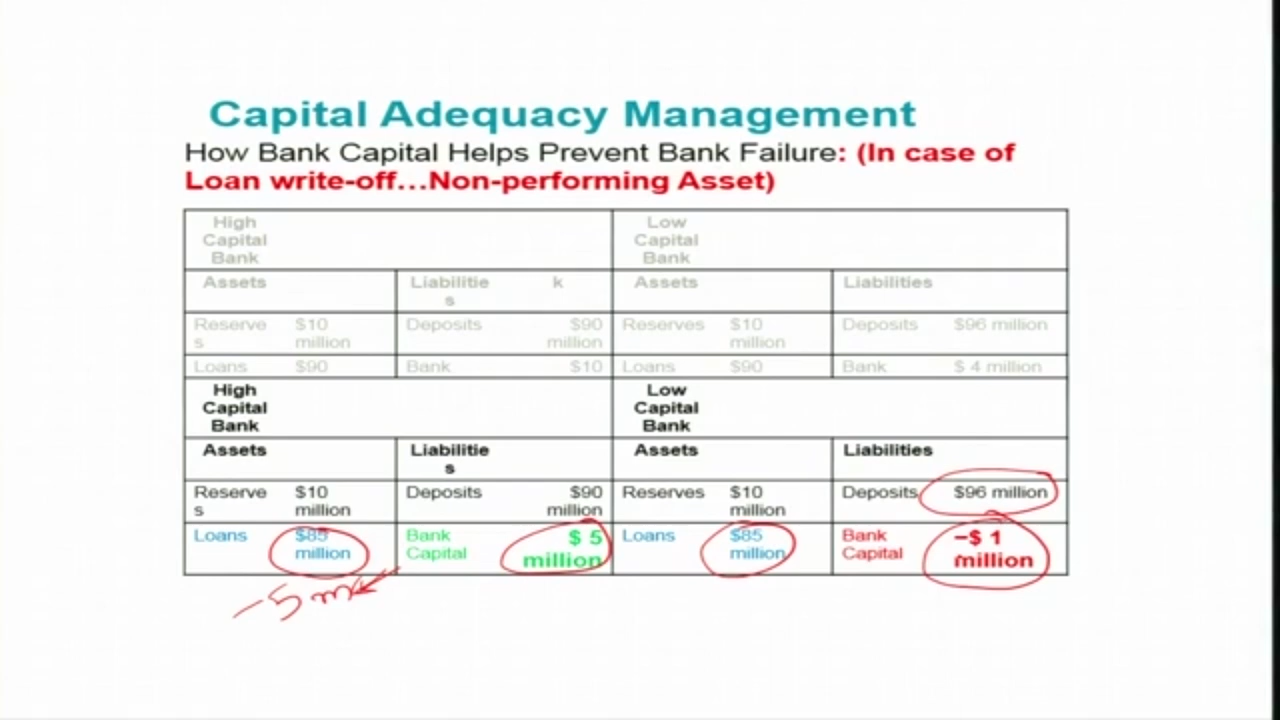 Capital Adequacy Management
How Bank Capital Helps Prevent Bank Failure: (In case of
Loan write-off...Non-performing Asset)
High
Capital
Bank
Low
Capital
Bank
Assets
Liabilitie
s
k
Assets
Liabilities
Reserve
s
$10
million
Deposits
$90
million
Reserves
$10
million
Deposits
$96 million
Loans
$90
Bank
$10
Loans
$90
Bank
$ 4 million
High
Capital
Bank
Low
Capital
Bank
Assets
Liabilitie
s
Assets
Liabilities
Reserve
s
$10
million
Deposits
$90
million
Reserves
$10
million
Deposits
$96 million
Loans
$85
million
Bank
Capital
$ 5
million
Loans
$85
million
Bank
Capital
–$ 1
million
-5 m